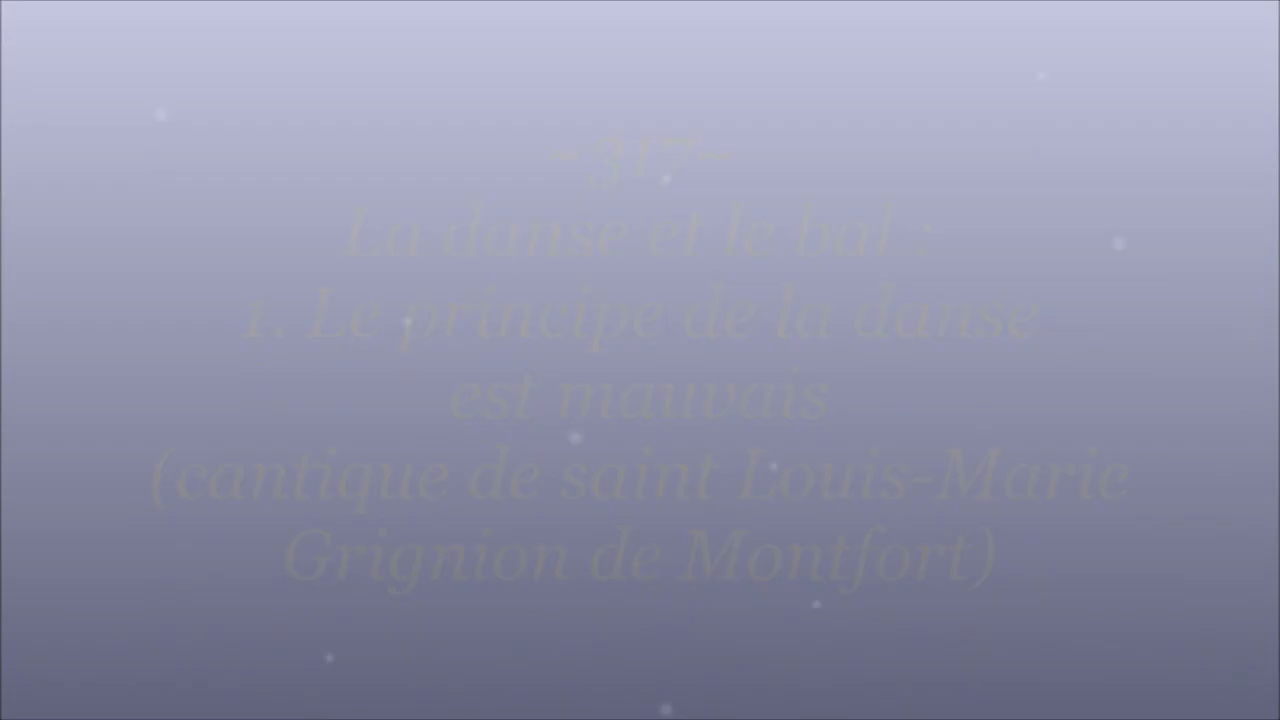 ~317~
La danse et le bal :
1. Le principe de la danse
est mauvais
(cantique de saint Louis-Marie
Grignion de Montfort)